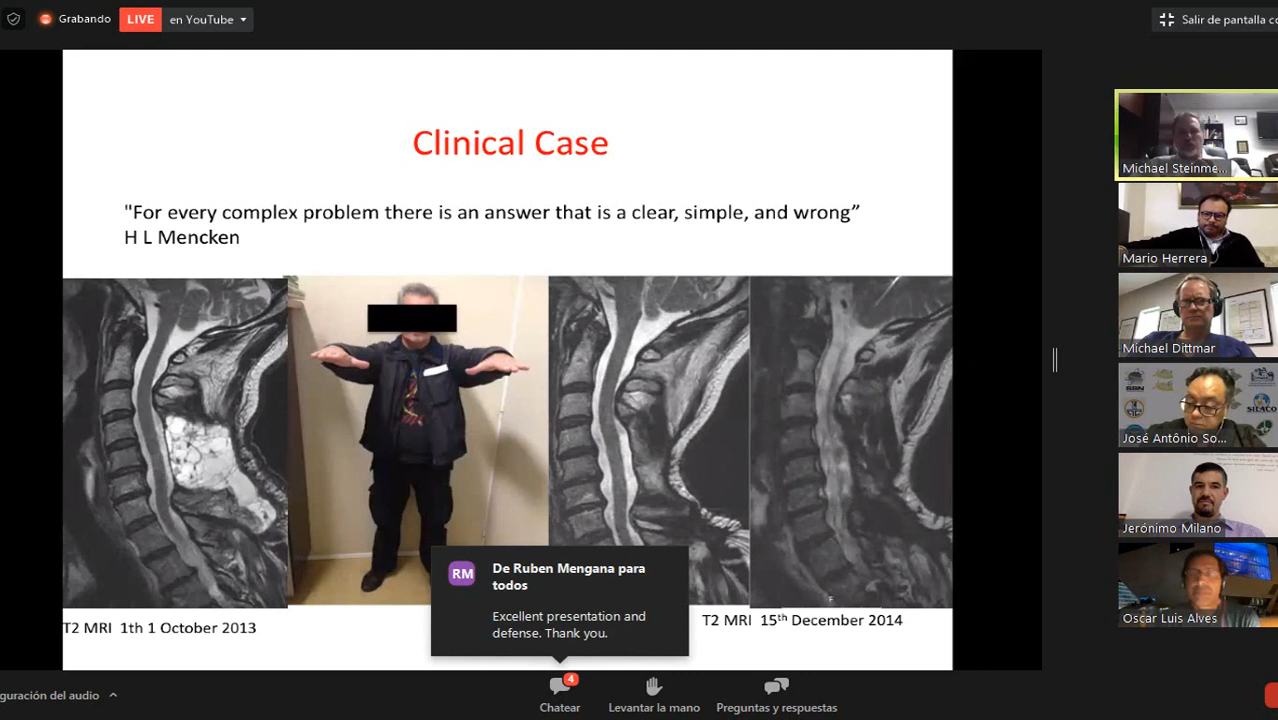 Grabando
LIVE
en YouTube
Salir de pantalla co
Clinical Case
"For every complex problem there is an answer that is a clear, simple, and wrong”
H L Mencken
Michael Steinme...
Mario Herrera
Michael Dittmar
SBN
SILACO
José Antônio So...
Jerónimo Milano
Oscar Luis Alves
RM
De Ruben Mengana para
todos
Excellent presentation and
defense. Thank you.
F
T2 MRI 1th 1 October 2013
T2 MRI 15th December 2014
guración del audio
4
Chatear
Levantar la mano
Preguntas y respuestas